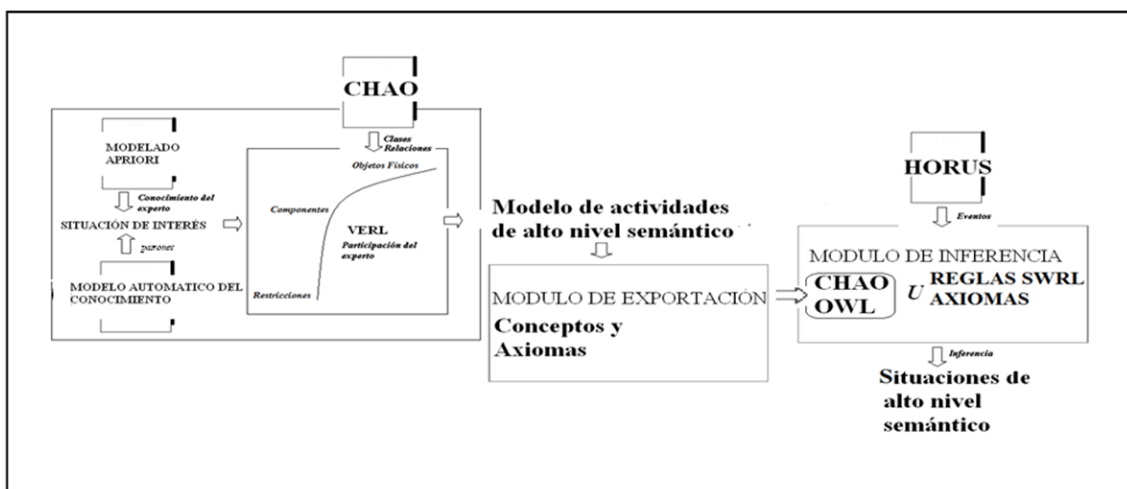 CHAO
Clases
Relaciones
MODELADO
APRIORI
Conocimiento del
experto
SITUACIÓN DE INTERÉS
parones
MODELO AUTOMATICO DEL
CONOCIMIENTO
Objetos Físicos
Componentes
VERL
Participación del
experto
Restricciones
Modelo de actividades
de alto nivel semántico
MODULO DE EXPORTACIÓN
Conceptos y
Axiomas
HORUS
Eventos
MODULO DE INFERENCIA
CHAO
OWL
U
REGLAS SWRL
AXIOMAS
Inferencia
Situaciones de
alto nivel
semántico